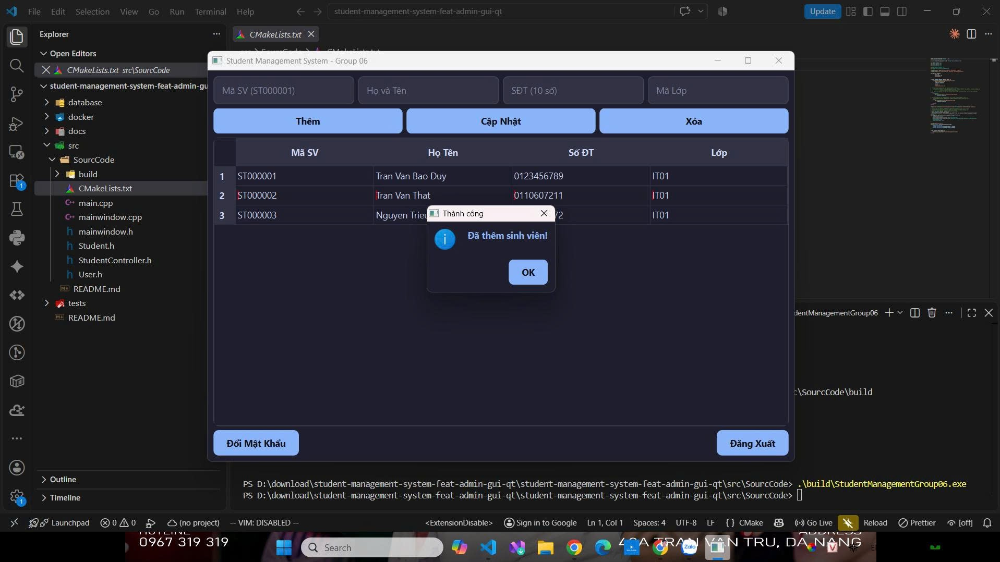 File Edit Selection View Go Run Terminal Help
student-management-system-feat-admin-gui-qt
Update
Explorer
CMakeLists.txt
Open Editors
CMakeLists.txt src\SourcCode
student-management-system-feat-admin-gu
database
docker
docs
src
SourcCode
build
CMakeLists.txt
main.cpp
mainwindow.cpp
mainwindow.h
Student.h
StudentController.h
User.h
README.md
tests
README.md
Outline
Timeline
Student Management System - Group 06
Mã SV (ST000001) Họ và Tên SĐT (10 số) Mã Lớp
Thêm Cập Nhật Xóa
Mã SV Họ Tên Số ĐT Lớp
1 ST000001 Tran Van Bao Duy 0123456789 IT01
2 ST000002 Tran Van That 0110607211 IT01
3 ST000003 Nguyen Trieu 72 IT01
Thành công
Đã thêm sinh viên!
OK
Đổi Mật Khẩu Đăng Xuất
dentManagementGroup06
c\SourcCode\build
PS D:\download\student-management-system-feat-admin-gui-qt\student-management-system-feat-admin-gui-qt\src\SourcCode> .\build\StudentManagementGroup06.exe
PS D:\download\student-management-system-feat-admin-gui-qt\student-management-system-feat-admin-gui-qt\src\SourcCode>
1
1
Launchpad 0 0 (no project) -- VIM: DISABLED -- <ExtensionDisable> Sign in to Google Ln 1, Col 1 Spaces: 4 UTF-8 LF { } CMake Go Live Reload Prettier [off]
HOTLINE
0967 319 319
Search
Zalo
ADDRESS
TRAN VAN TRU, DA NANG